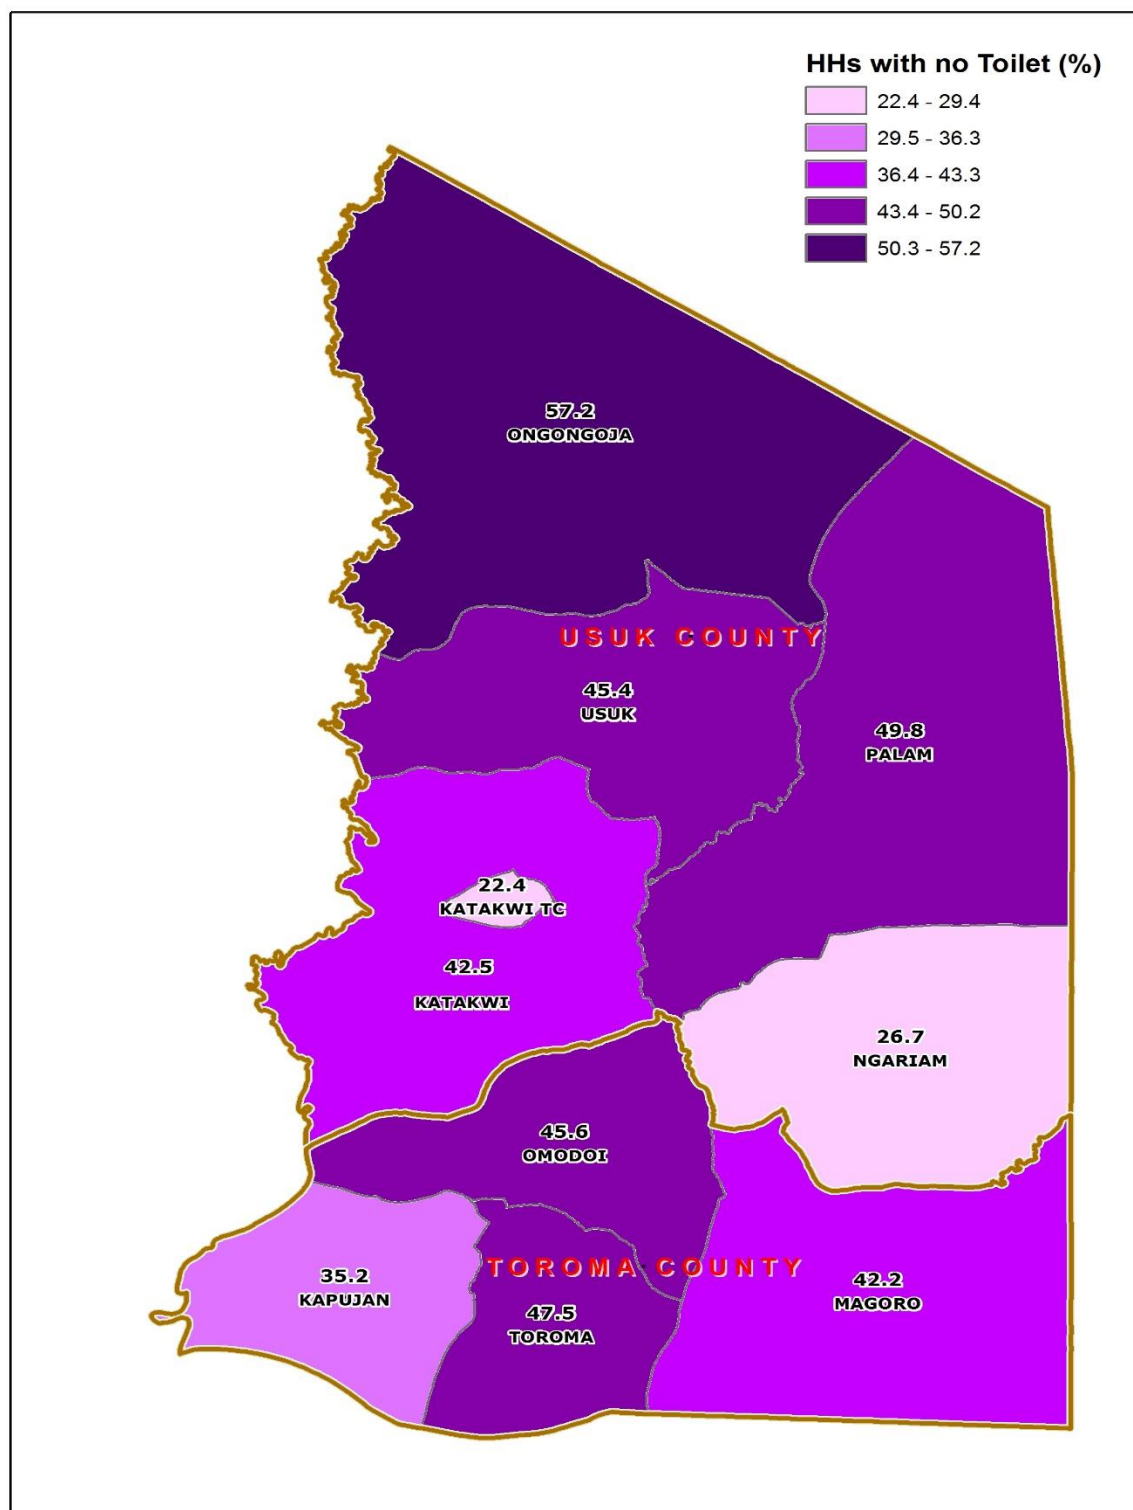 HHs with no Toilet (%)
22.4 - 29.4
29.5 - 36.3
36.4 - 43.3
43.4 - 50.2
50.3 - 57.2
57.2
ONGONGOJA
USUK COUNTY
45.4
USUK
49.8
PALAM
22.4
KATAKWI TC
42.5
KATAKWI
26.7
NGARIAM
45.6
OMODOI
TOROMA COUNTY
35.2
KAPUJAN
42.2
MAGORO
47.5
TOROMA